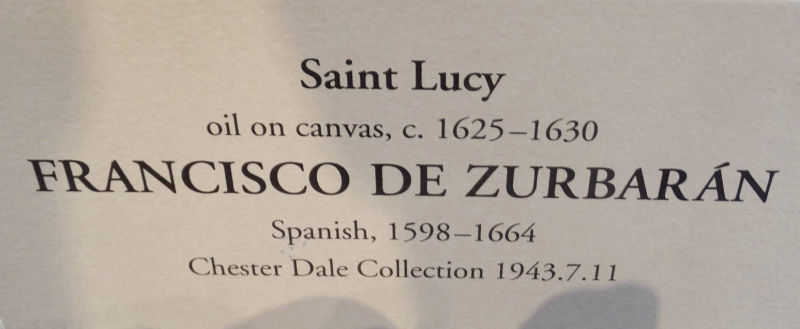 Saint Lucy
oil on canvas, c. 1625–1630
FRANCISCO DE ZURBARÁN
Spanish, 1598–1664
Chester Dale Collection 1943.7.11